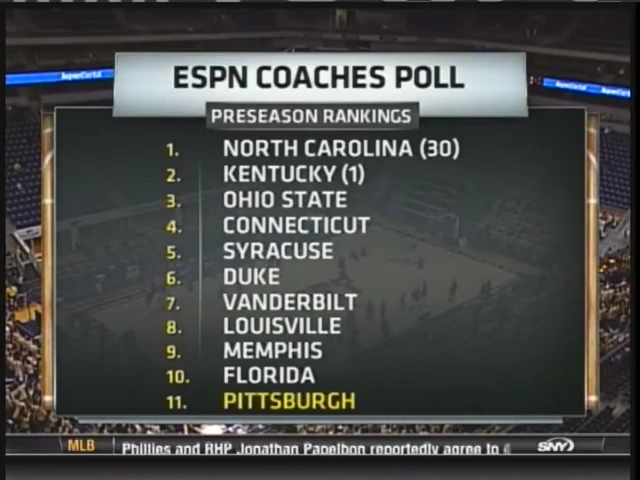 ESPN COACHES POLL
PRESEASON RANKINGS
1. NORTH CAROLINA (30)
2. KENTUCKY (1)
3. OHIO STATE
4. CONNECTICUT
5. SYRACUSE
6. DUKE
7. VANDERBILT
8. LOUISVILLE
9. MEMPHIS
10. FLORIDA
11. PITTSBURGH
MLB Phillies and RHP Jonathan Papelbon reportedly agree to SNY